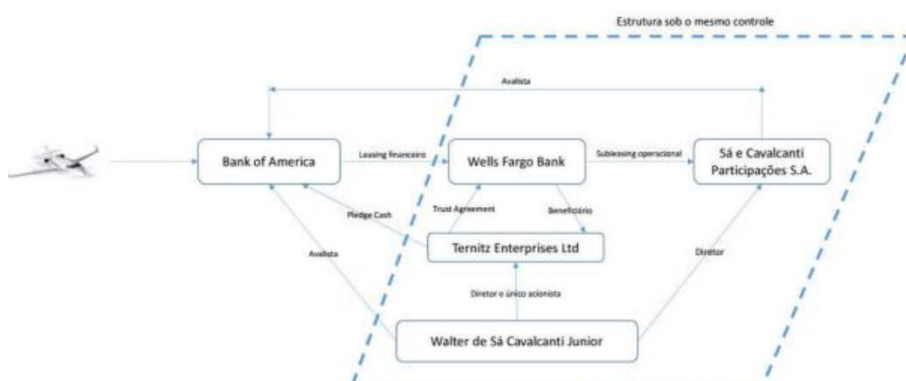 Estrutura sob o mesmo controle
Avalista
Bank of America
Leasing financeiro
Wells Fargo Bank
Subleasing operacional
Sá e Cavalcanti
Participações S.A.
Pledge Cash
Trust Agreement
Beneficiário
Ternitz Enterprises Ltd
Avalista
Diretor
Diretor e único acionista
Walter de Sá Cavalcanti Junior